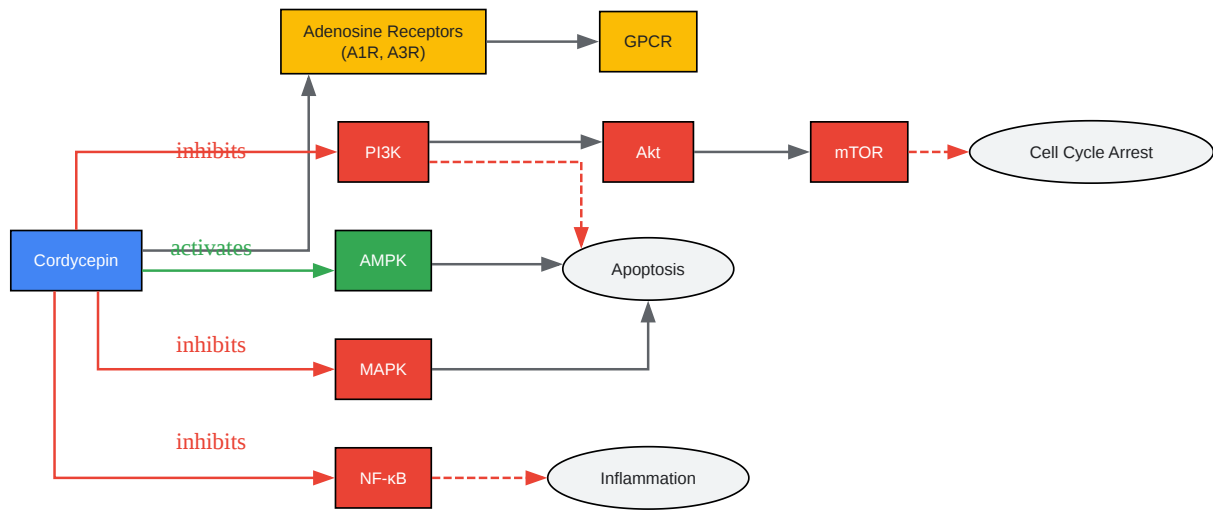 Adenosine Receptors
(A1R, A3R)
GPCR
inhibits
PI3K
Akt
mTOR
Cell Cycle Arrest
activates
Cordycepin
AMPK
Apoptosis
inhibits
MAPK
inhibits
NF-κB
Inflammation